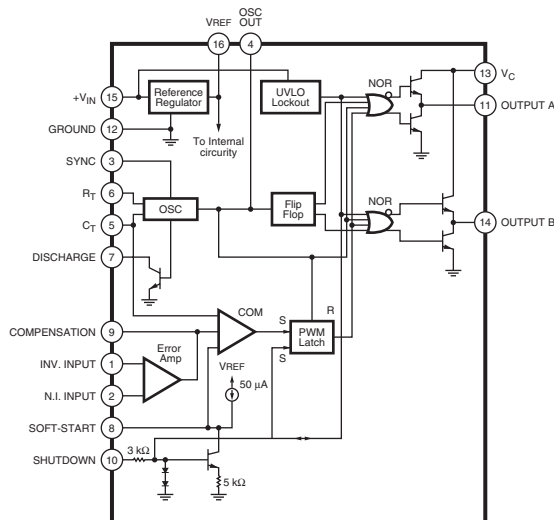 VREF
OSC
OUT
16
4
15
+VIN
Reference
Regulator
UVLO
Lockout
NOR
13
VC
11
OUTPUT A
12
GROUND
To Internal
circuirity
3
SYNC
6
RT
OSC
Flip
Flop
NOR
14
OUTPUT B
5
CT
7
DISCHARGE
COM
R
9
COMPENSATION
S
PWM
Latch
S
Error
Amp
1
INV. INPUT
VREF
50 µA
2
N.I. INPUT
8
SOFT-START
3 kΩ
10
SHUTDOWN
5 kΩ